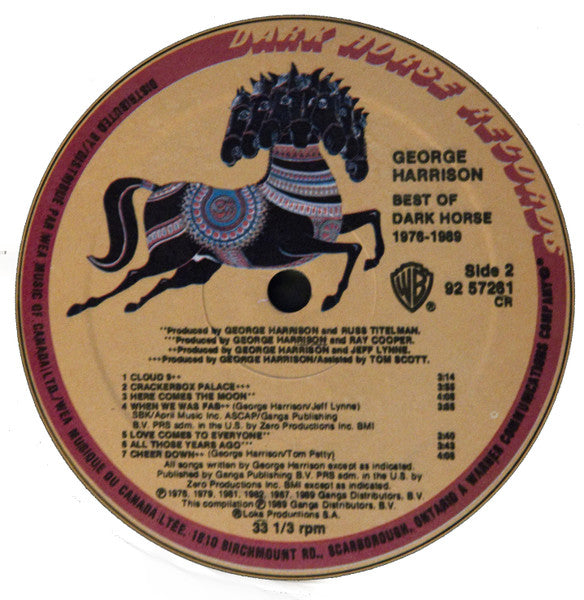 DARK HORSE RECORDS
GEORGE
HARRISON
BEST OF
DARK HORSE
1976-1989
WB
®
Side 2
92 57261
CR
**Produced by GEORGE HARRISON and RUSS TITELMAN.
***Produced by GEORGE HARRISON and RAY COOPER.
++Produced by GEORGE HARRISON and JEFF LYNNE.
+++Produced by GEORGE HARRISON/Assisted by TOM SCOTT.
1 CLOUD 9++ 3:14
2 CRACKERBOX PALACE+++ 3:55
3 HERE COMES THE MOON** 4:08
4 WHEN WE WAS FAB++ (George Harrison/Jeff Lynne) 3:55
SBK/April Music Inc. ASCAP/Ganga Publishing
B.V. PRS adm. in the U.S. by Zero Productions Inc. BMI
5 LOVE COMES TO EVERYONE**
6 ALL THOSE YEARS AGO*** 3:43
7 CHEER DOWN++ (George Harrison/Tom Petty) 4:06
All songs written by George Harrison except as indicated.
Published by Ganga Publishing B.V. PRS adm. in the U.S. by
Zero Productions Inc. BMI except as indicated.
℗ 1976, 1979, 1981, 1982, 1987, 1989 Ganga Distributors, B.V.
This compilation ℗ 1989 Ganga Distributors, B.V.
℗ Loka Productions S.A.
33 1/3 rpm
DISTRIBUTED BY/DISTRIBUÉ PAR WEA MUSIC OF CANADA, LTD./WEA MUSIQUE DU CANADA, LTÉE. 1810 BIRCHMOUNT RD., SCARBOROUGH, ONTARIO A WARNER COMMUNICATIONS COMPANY ®